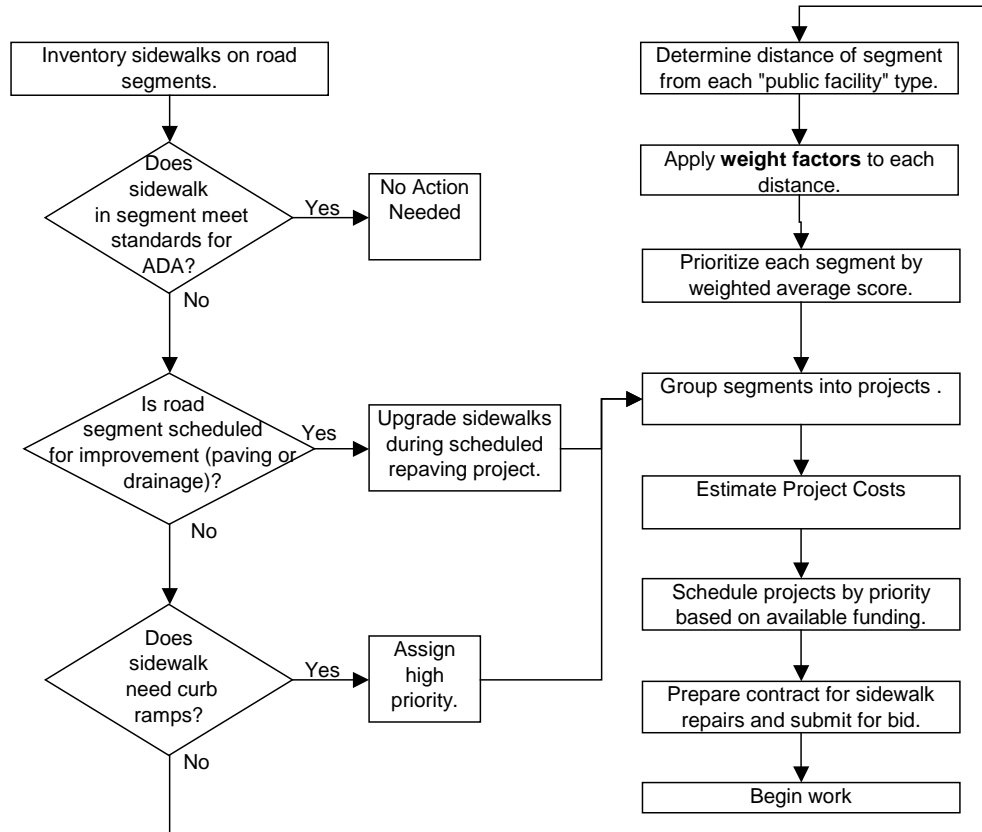 Inventory sidewalks on road
segments.
Does
sidewalk
in segment meet
standards for
ADA?
Yes
No Action
Needed
No
Is road
segment scheduled
for improvement (paving or
drainage)?
Yes
Upgrade sidewalks
during scheduled
repaving project.
No
Does
sidewalk
need curb
ramps?
Yes
Assign
high
priority.
No
Determine distance of segment
from each "public facility" type.
Apply weight factors to each
distance.
Prioritize each segment by
weighted average score.
Group segments into projects .
Estimate Project Costs
Schedule projects by priority
based on available funding.
Prepare contract for sidewalk
repairs and submit for bid.
Begin work